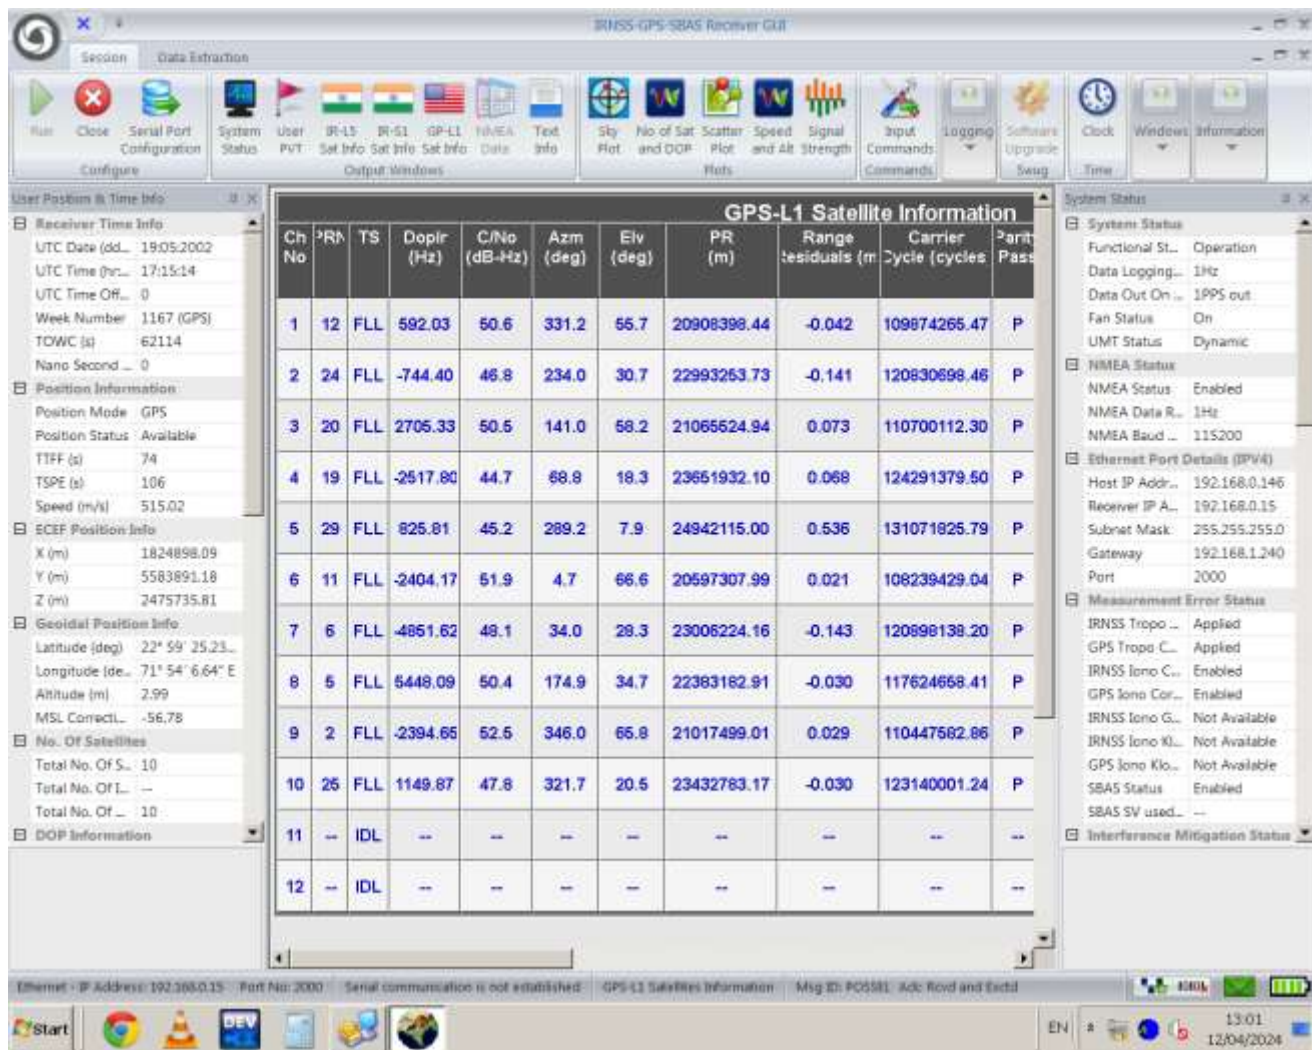 IRNSS-GPS-SBAS Receiver GUI
Session Data Extraction
Run Close Serial Port Configuration System Status User PVT IR-L5 Sat Info IR-S1 Sat Info GP-L1 Sat Info NMEA Data Text Info Sky Plot No of Sat and DOP Scatter Plot Speed and Alt Signal Strength Input Commands Logging Software Upgrade Clock Windows Information
Configure Output Windows Plots Commands Swug Time
User Position & Time Info
Receiver Time Info
UTC Date (dd... 19:05:2002
UTC Time (hr:... 17:15:14
UTC Time Off... 0
Week Number 1167 (GPS)
TOWC (s) 62114
Nano Second ... 0
Position Information
Position Mode GPS
Position Status Available
TTFF (s) 74
TSPE (s) 106
Speed (m/s) 515.02
ECEF Position Info
X (m) 1824898.09
Y (m) 5583891.18
Z (m) 2475735.81
Geoidal Position Info
Latitude (deg) 22° 59' 25.23...
Longitude (de... 71° 54' 6.64" E
Altitude (m) 2.99
MSL Correcti... -56.78
No. Of Satellites
Total No. Of S... 10
Total No. Of I... ---
Total No. Of ... 10
DOP Information
GPS-L1 Satellite Information
Ch No PRN TS Doplr (Hz) C/No (dB-Hz) Azm (deg) Elv (deg) PR (m) Range Residuals (m Carrier Cycle (cycles Parit Pass
1 12 FLL 592.03 50.6 331.2 55.7 20908398.44 -0.042 109874265.47 P
2 24 FLL -744.40 46.8 234.0 30.7 22993253.73 -0.141 120830698.46 P
3 20 FLL 2705.33 50.5 141.0 58.2 21065524.94 0.073 110700112.30 P
4 19 FLL -2517.80 44.7 68.8 18.3 23651932.10 0.068 124291379.50 P
5 29 FLL 825.81 45.2 289.2 7.9 24942115.00 0.536 131071825.79 P
6 11 FLL -2404.17 51.9 4.7 66.6 20597307.99 0.021 108239429.04 P
7 6 FLL -4851.62 48.1 34.0 28.3 23006224.16 -0.143 120898138.20 P
8 5 FLL 5448.09 50.4 174.9 34.7 22383182.91 -0.030 117624658.41 P
9 2 FLL -2394.65 52.5 346.0 65.8 21017499.01 0.029 110447582.86 P
10 25 FLL 1149.87 47.8 321.7 20.5 23432783.17 -0.030 123140001.24 P
11 -- IDL -- -- -- -- -- -- -- --
12 -- IDL -- -- -- -- -- -- -- --
System Status
System Status
Functional St... Operation
Data Logging... 1Hz
Data Out On ... 1PPS out
Fan Status On
UMT Status Dynamic
NMEA Status
NMEA Status Enabled
NMEA Data R... 1Hz
NMEA Baud ... 115200
Ethernet Port Details (IPV4)
Host IP Addr... 192.168.0.146
Receiver IP A... 192.168.0.15
Subnet Mask 255.255.255.0
Gateway 192.168.1.240
Port 2000
Measurement Error Status
IRNSS Tropo ... Applied
GPS Tropo C... Applied
IRNSS Iono C... Enabled
GPS Iono Cor... Enabled
IRNSS Iono G... Not Available
IRNSS Iono Kl... Not Available
GPS Iono Klo... Not Available
SBAS Status Enabled
SBAS SV used... ---
Interference Mitigation Status
Ethernet - IP Address: 192.168.0.15 Port No: 2000 Serial communication is not established GPS-L1 Satellites Information Msg ID: POSS81: Ack: Rcvd and Exctd
Start DEV EN 13:01
12/04/2024